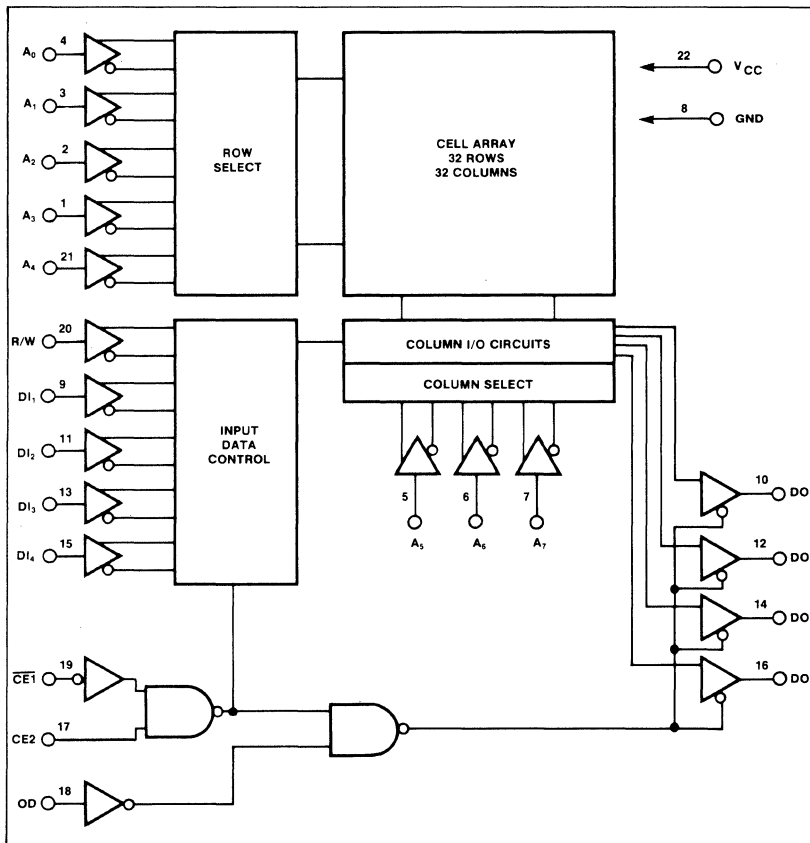 A₀ 4
A₁ 3
A₂ 2
A₃ 1
A₄ 21
ROW
SELECT
CELL ARRAY
32 ROWS
32 COLUMNS
22 VCC
8 GND
R/W 20
DI₁ 9
DI₂ 11
DI₃ 13
DI₄ 15
INPUT
DATA
CONTROL
COLUMN I/O CIRCUITS
COLUMN SELECT
5 6 7
A₅ A₆ A₇
10 DO
12 DO
14 DO
16 DO
C̅E̅1̅ 19
CE2 17
OD 18